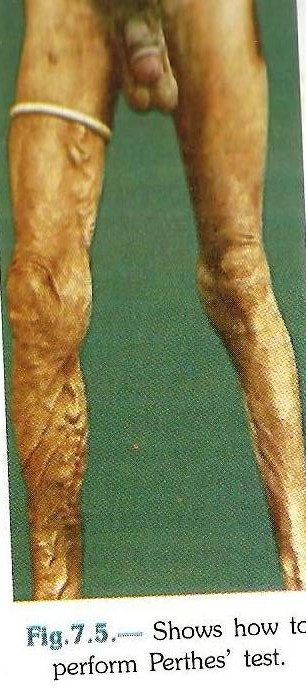 Fig.7.5.— Shows how to
perform Perthes' test.